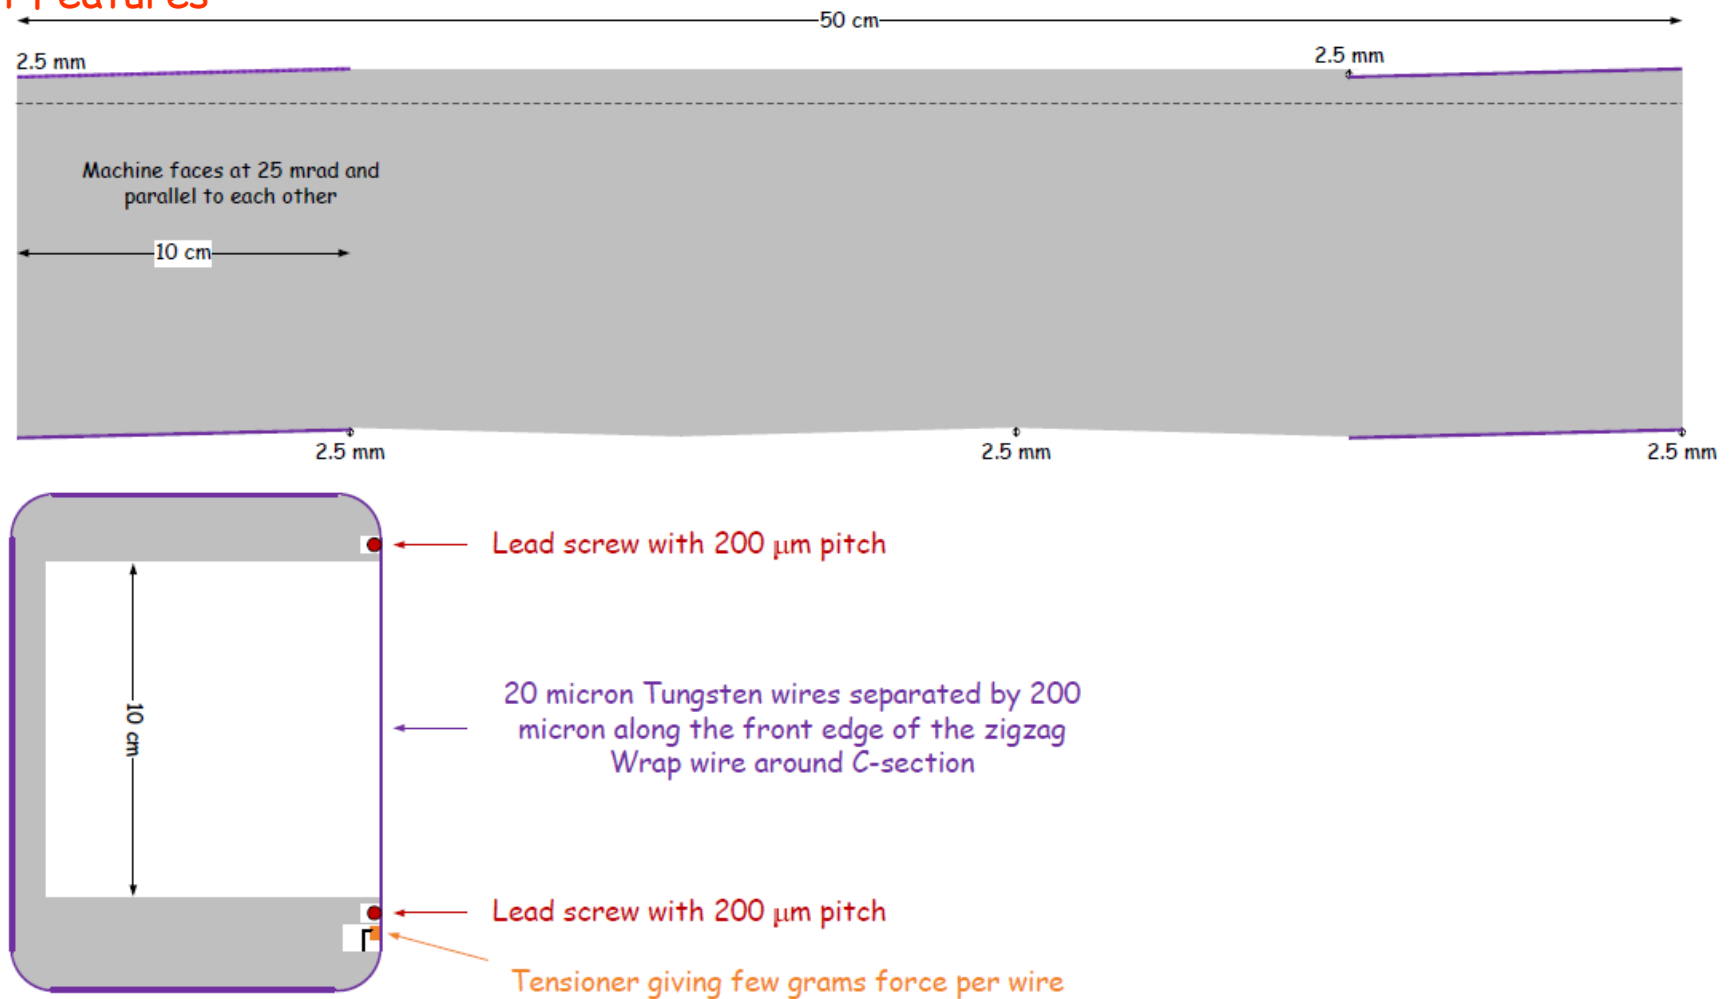 Features
50 cm
2.5 mm
2.5 mm
Machine faces at 25 mrad and
parallel to each other
10 cm
2.5 mm
2.5 mm
2.5 mm
Lead screw with 200 μm pitch
10 cm
20 micron Tungsten wires separated by 200
micron along the front edge of the zigzag
Wrap wire around C-section
Lead screw with 200 μm pitch
Tensioner giving few grams force per wire